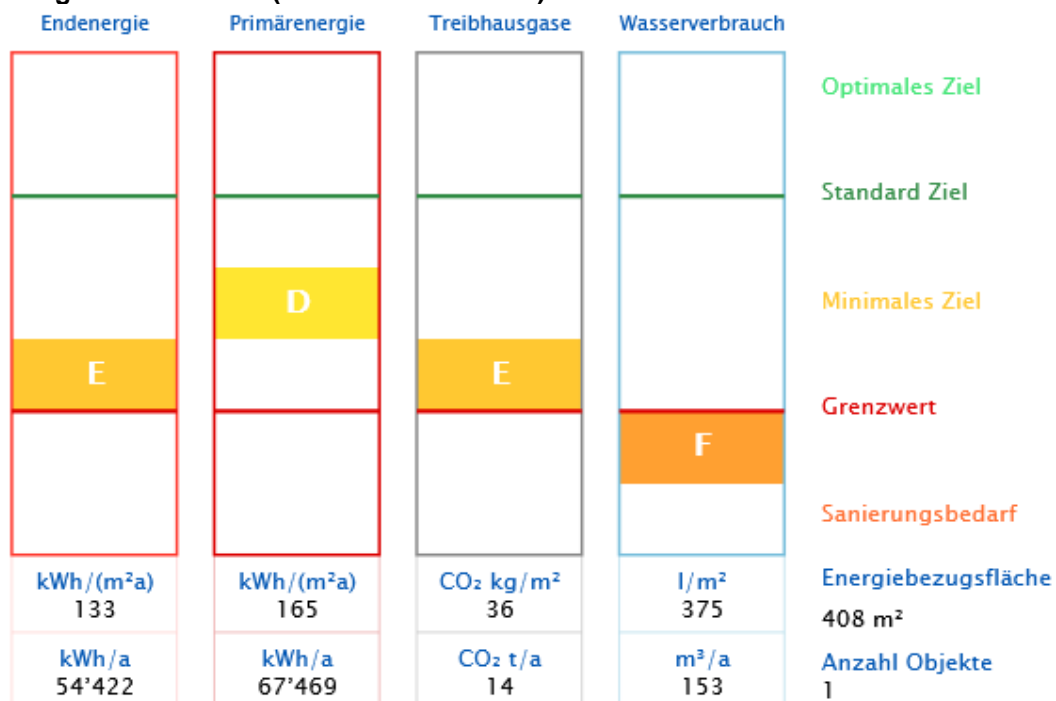 Endenergie Primärenergie Treibhausgase Wasserverbrauch
Optimales Ziel
Standard Ziel
D Minimales Ziel
E E
Grenzwert
F
Sanierungsbedarf
kWh/(m²a) kWh/(m²a) CO₂ kg/m² l/m² Energiebezugsfläche
133 165 36 375 408 m²
kWh/a kWh/a CO₂ t/a m³/a Anzahl Objekte
54'422 67'469 14 153 1